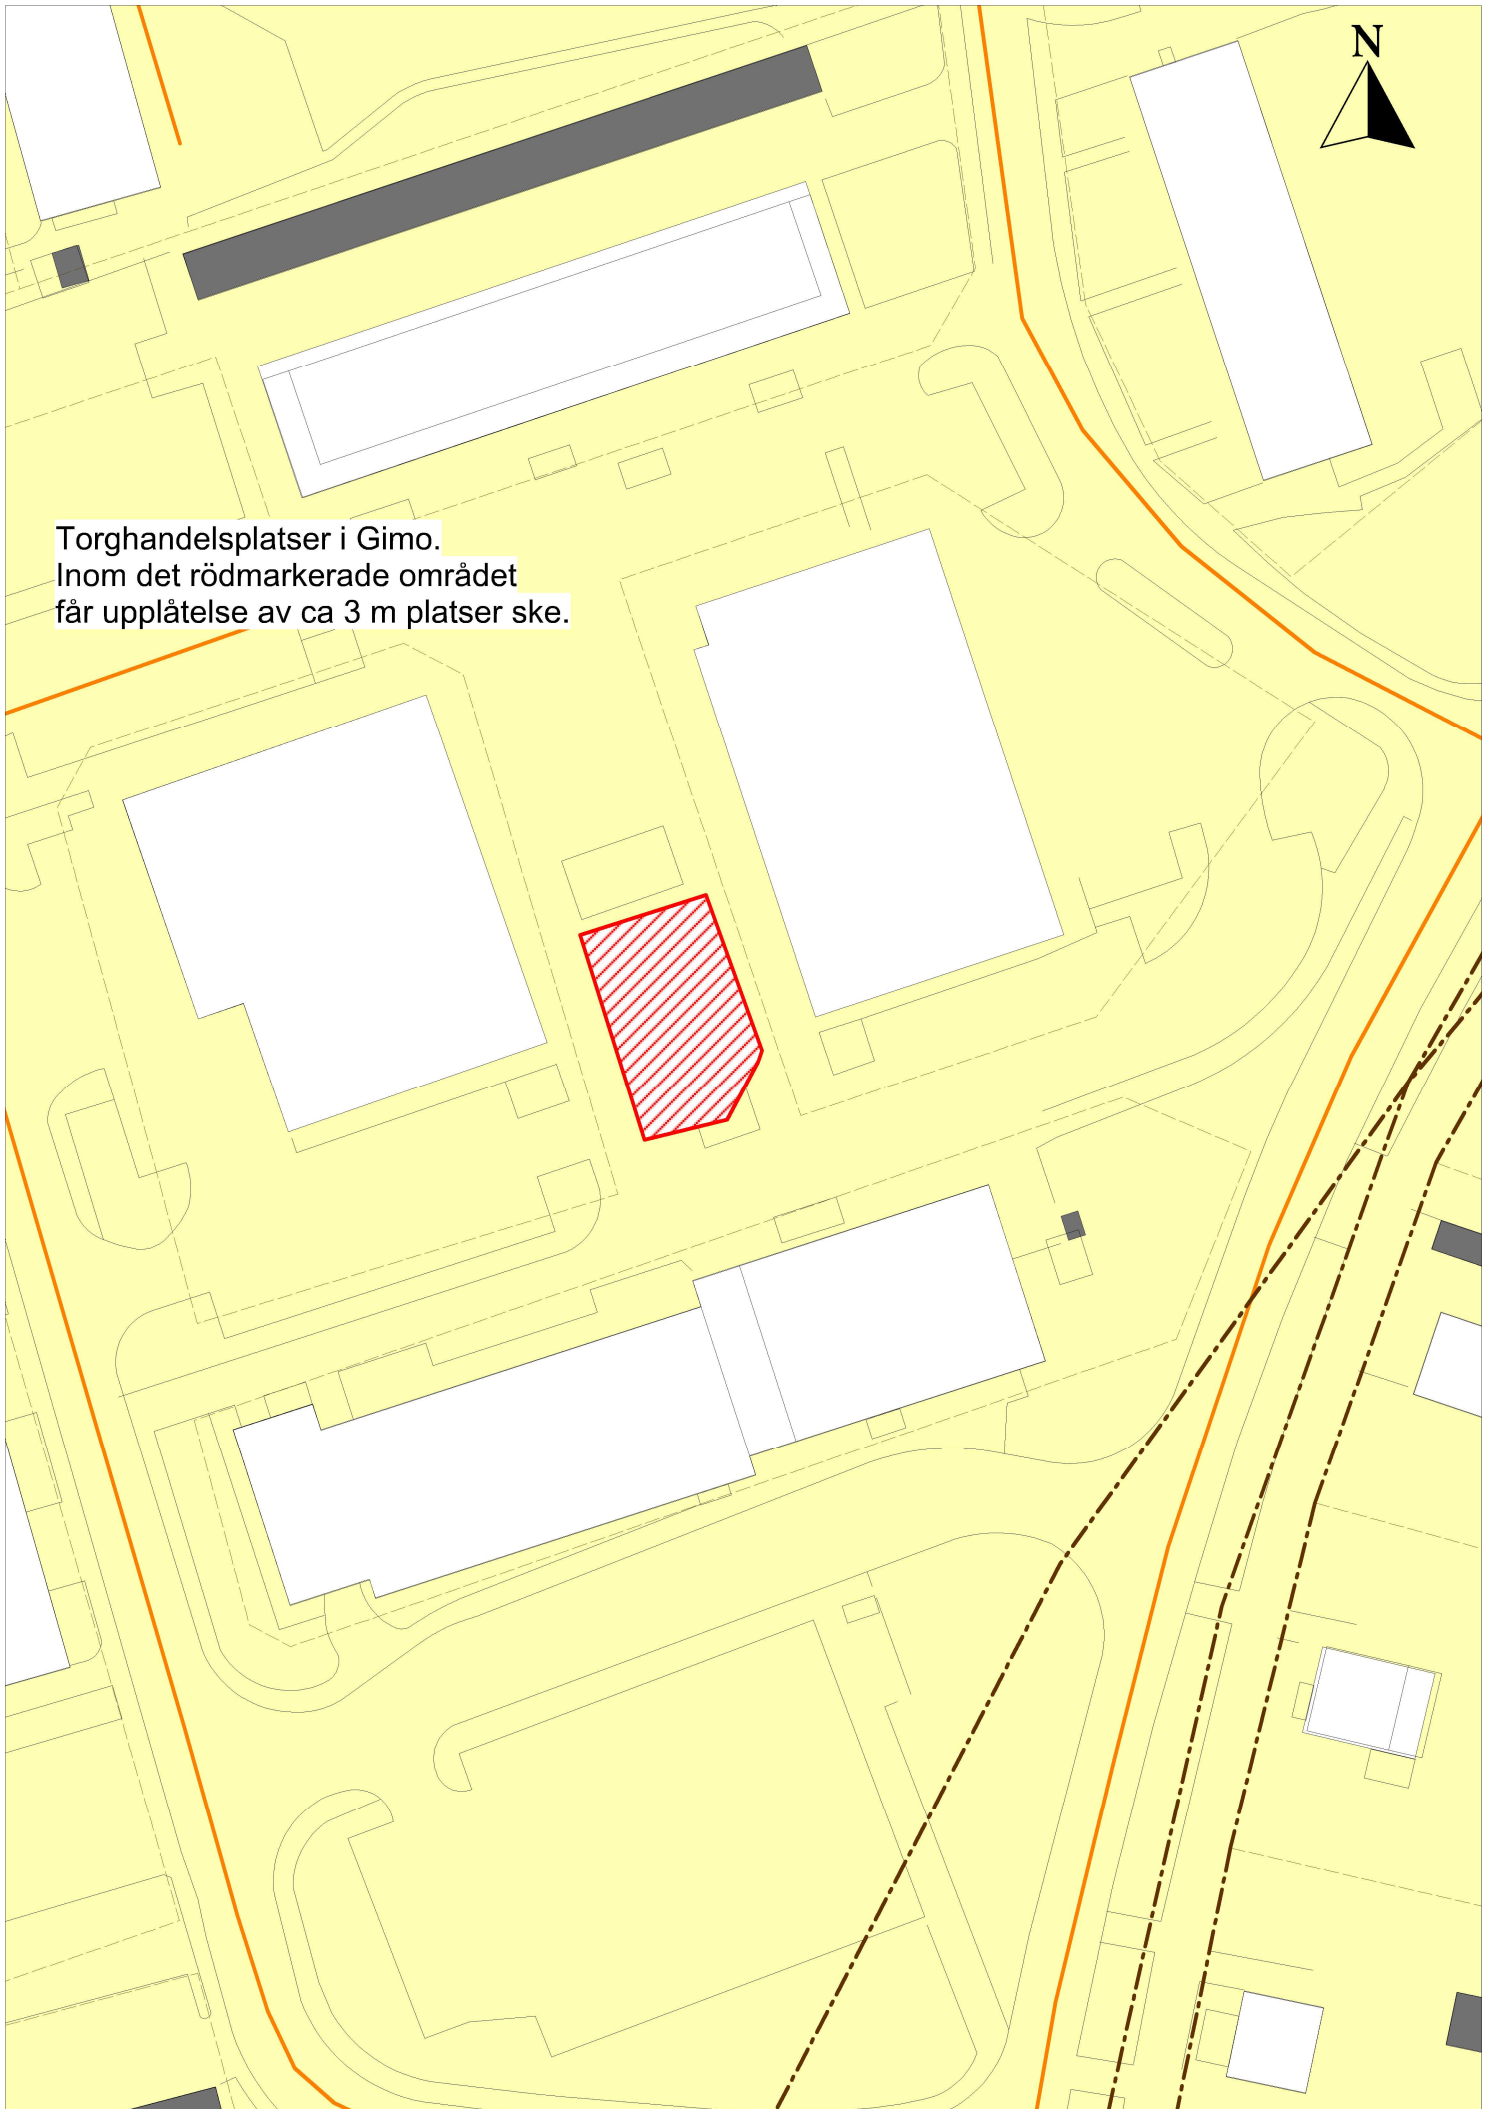 N
Torghandelsplatser i Gimo.
Inom det rödmarkerade området
får upplåtelse av ca 3 m platser ske.